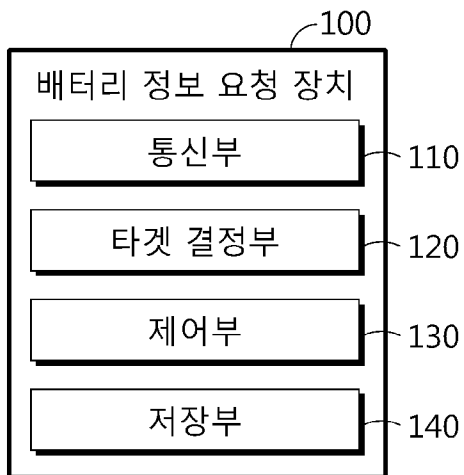 100
배터리 정보 요청 장치
통신부 110
타겟 결정부 120
제어부 130
저장부 140